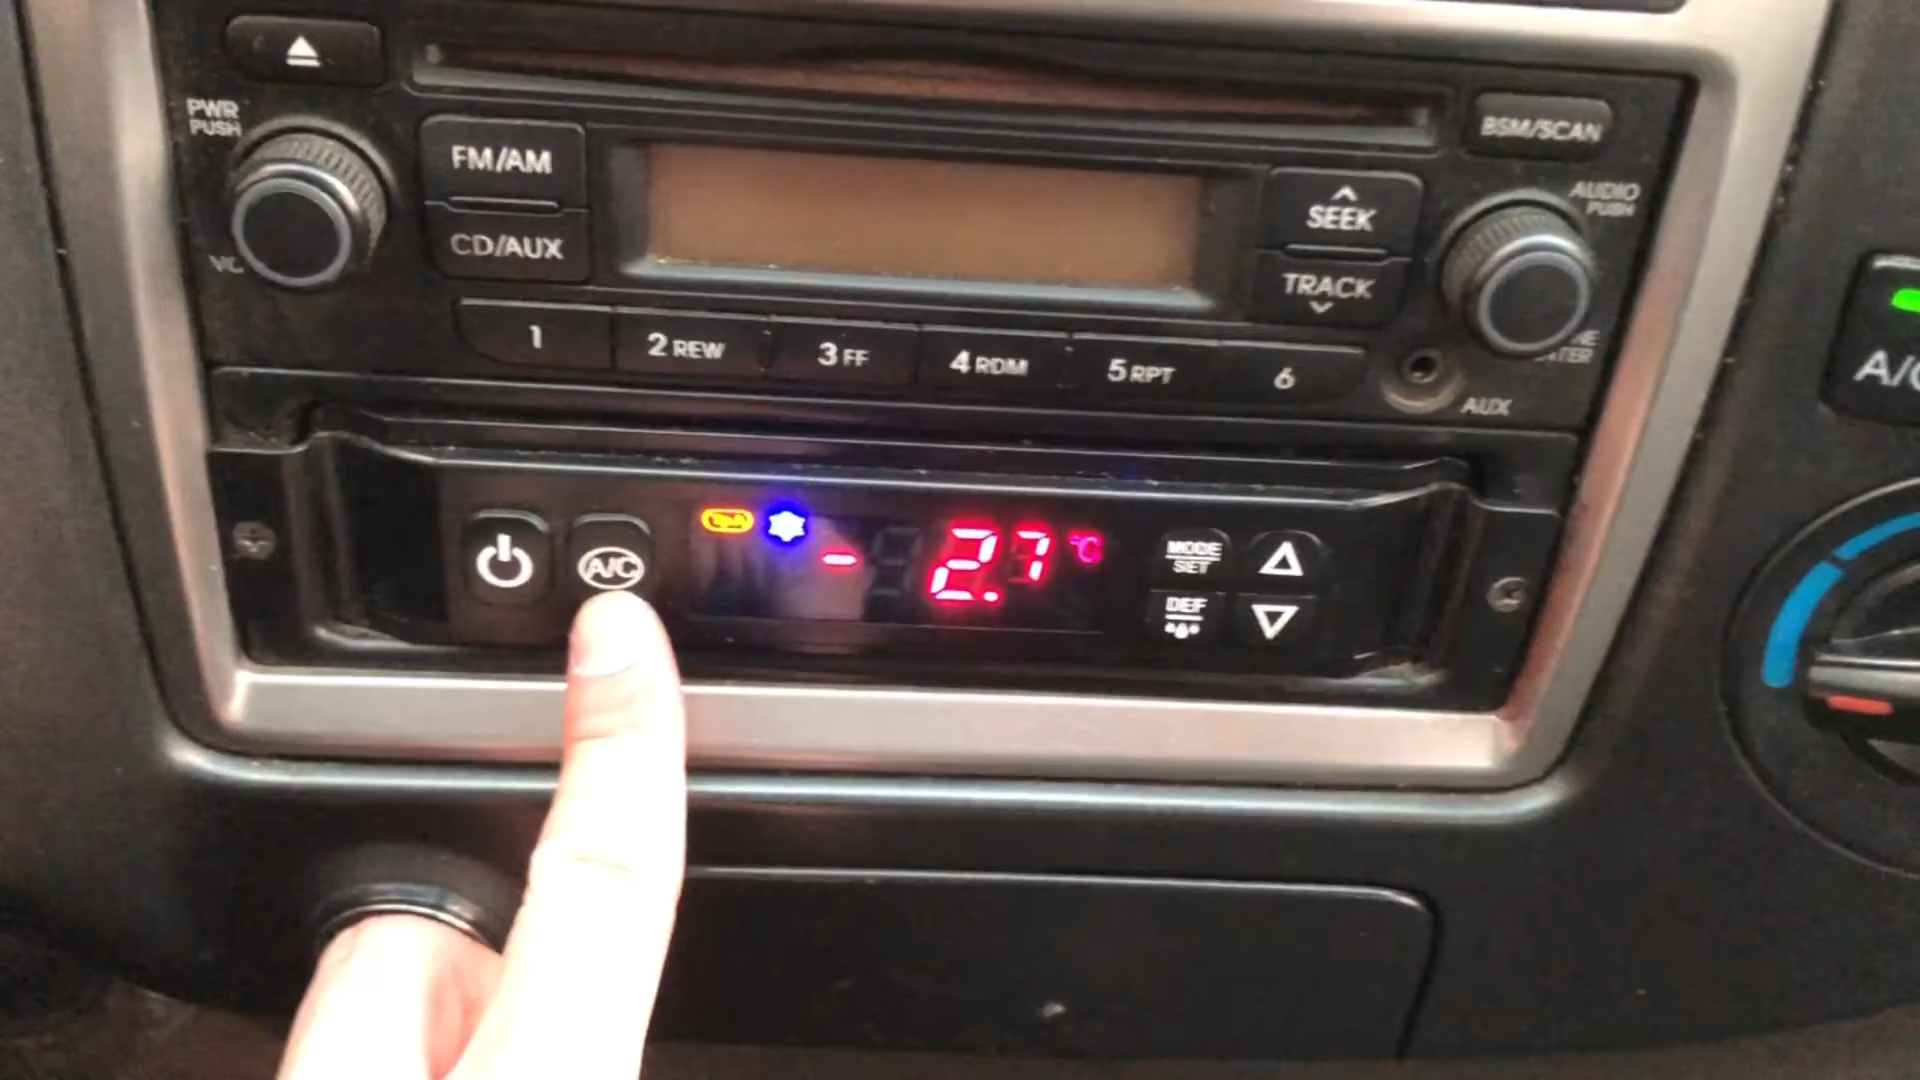 PWR
PUSH
FM/AM
BSM/SCAN
AUDIO
PUSH
SEEK
CD/AUX
TRACK
1
2 REW
3 FF
4 RDM
5 RPT
6
AUX
A/C
-2.7 °C
MODE
SET
DEF